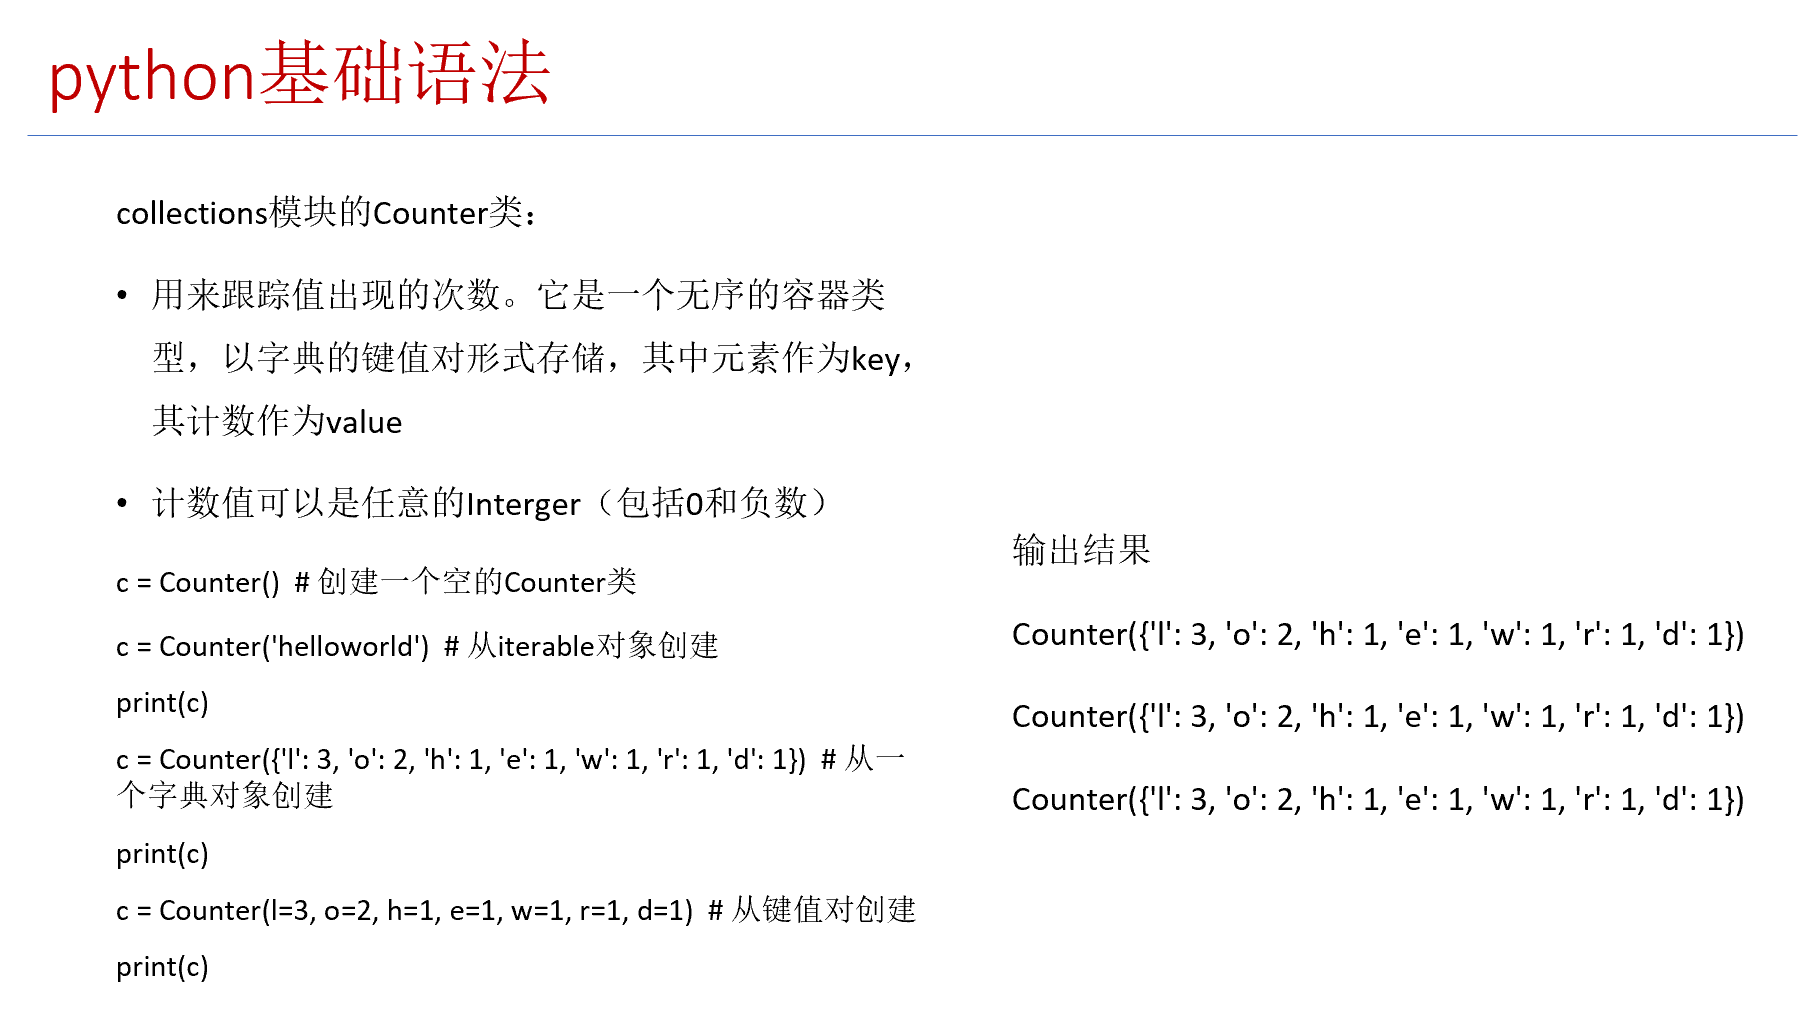 python基础语法
collections模块的Counter类：
• 用来跟踪值出现的次数。它是一个无序的容器类
型，以字典的键值对形式存储，其中元素作为key，
其计数作为value
• 计数值可以是任意的Interger（包括0和负数）
c = Counter()  # 创建一个空的Counter类
c = Counter('helloworld')  # 从iterable对象创建
print(c)
c = Counter({'l': 3, 'o': 2, 'h': 1, 'e': 1, 'w': 1, 'r': 1, 'd': 1})  # 从一
个字典对象创建
print(c)
c = Counter(l=3, o=2, h=1, e=1, w=1, r=1, d=1)  # 从键值对创建
print(c)
输出结果
Counter({'l': 3, 'o': 2, 'h': 1, 'e': 1, 'w': 1, 'r': 1, 'd': 1})
Counter({'l': 3, 'o': 2, 'h': 1, 'e': 1, 'w': 1, 'r': 1, 'd': 1})
Counter({'l': 3, 'o': 2, 'h': 1, 'e': 1, 'w': 1, 'r': 1, 'd': 1})